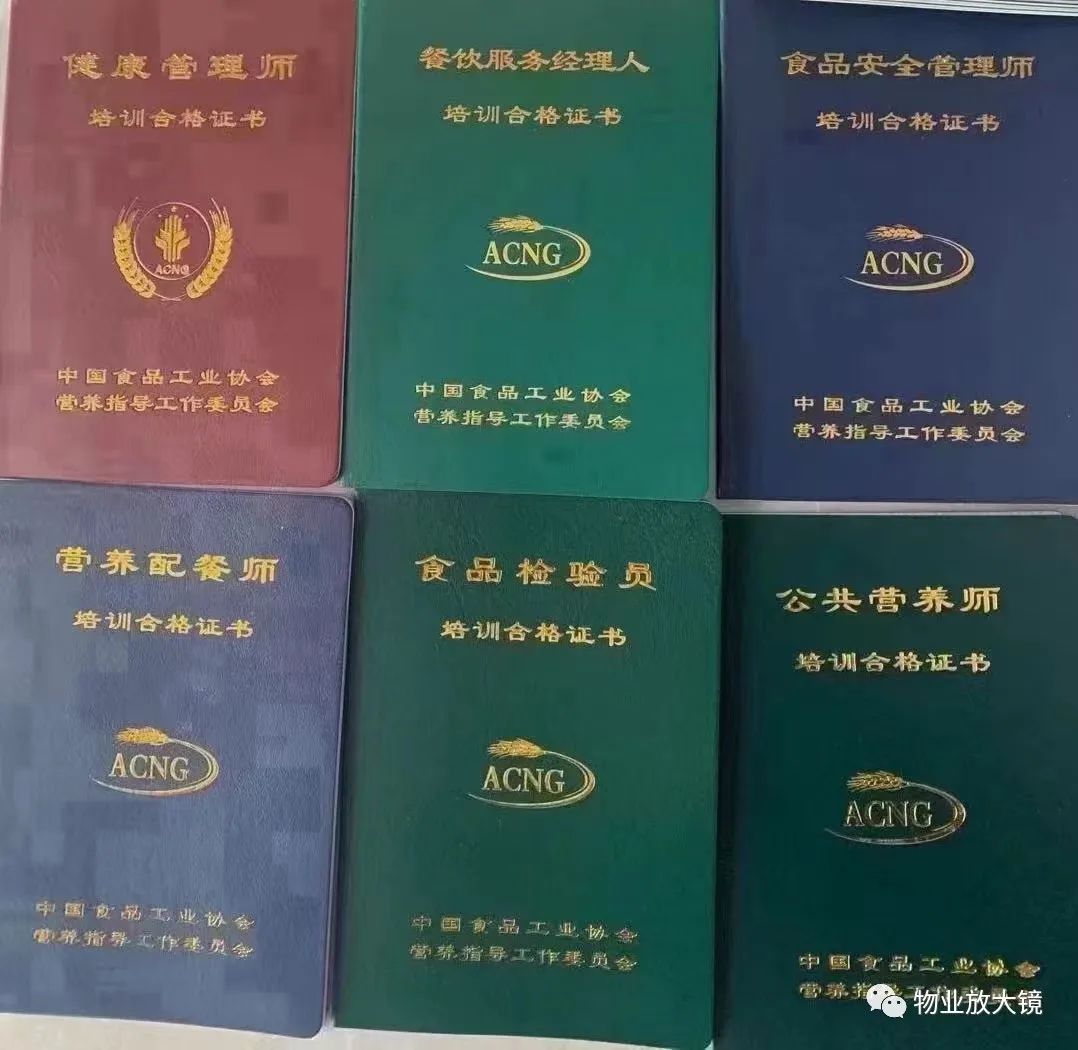 健康管理师
培训合格证书
ACNG
中国食品工业协会
营养指导工作委员会
餐饮服务经理人
培训合格证书
ACNG
中国食品工业协会
营养指导工作委员会
食品安全管理师
培训合格证书
ACNG
中国食品工业协会
营养指导工作委员会
营养配餐师
培训合格证书
ACNG
中国食品工业协会
营养指导工作委员会
食品检验员
培训合格证书
ACNG
中国食品工业协会
营养指导工作委员会
公共营养师
培训合格证书
ACNG
中国食品工业协会
营养指导工作委员会
物业放大镜